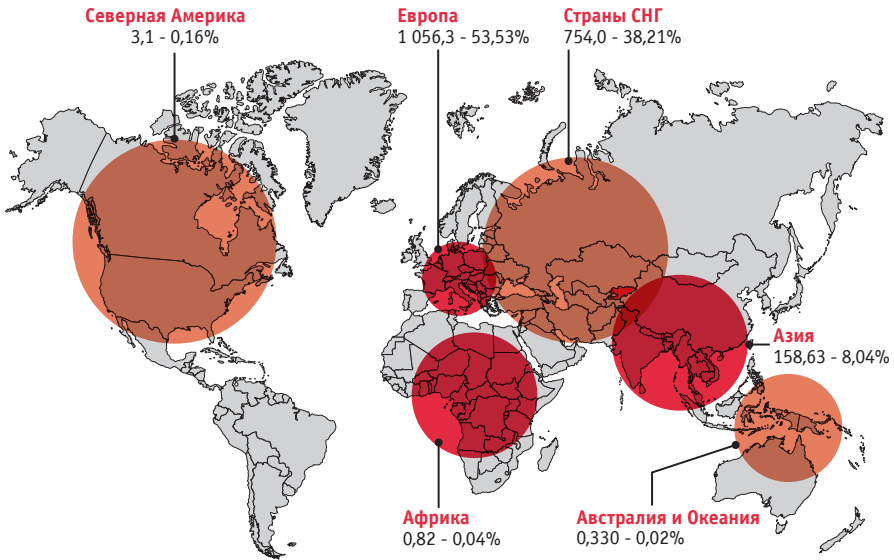 Северная Америка
3,1 - 0,16%
Европа
1 056,3 - 53,53%
Страны СНГ
754,0 - 38,21%
Азия
158,63 - 8,04%
Африка
0,82 - 0,04%
Австралия и Океания
0,330 - 0,02%